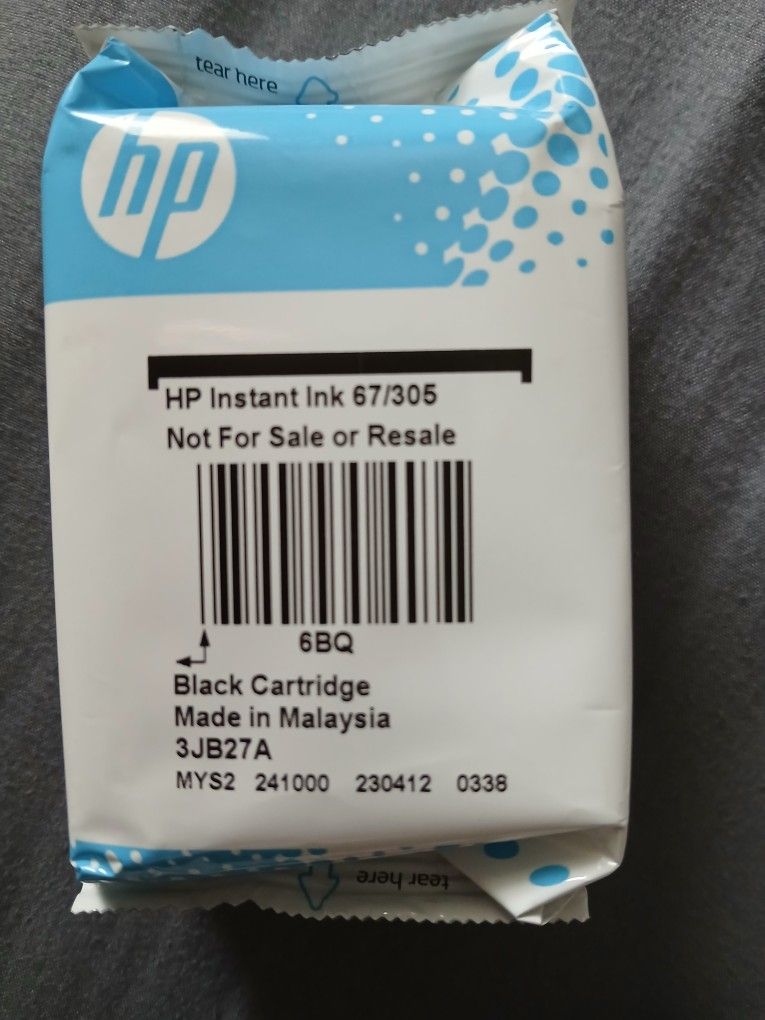 tear here
hp
HP Instant Ink 67/305
Not For Sale or Resale
6BQ
Black Cartridge
Made in Malaysia
3JB27A
MYS2 241000 230412 0338
tear here